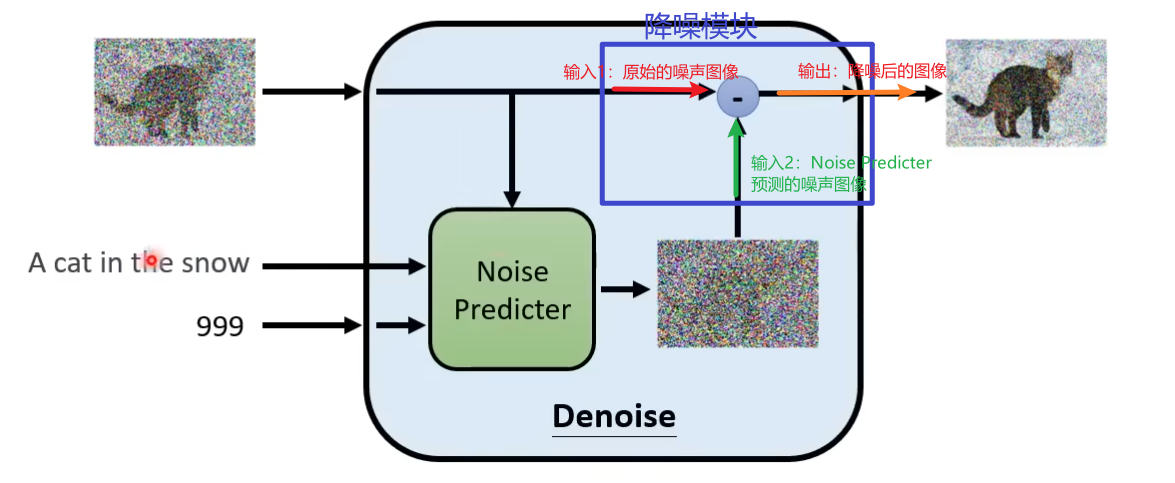 降噪模块
输入1：原始的噪声图像
输出：降噪后的图像
-
输入2：Noise Predicter
预测的噪声图像
A cat in the snow
Noise
Predicter
999
Denoise